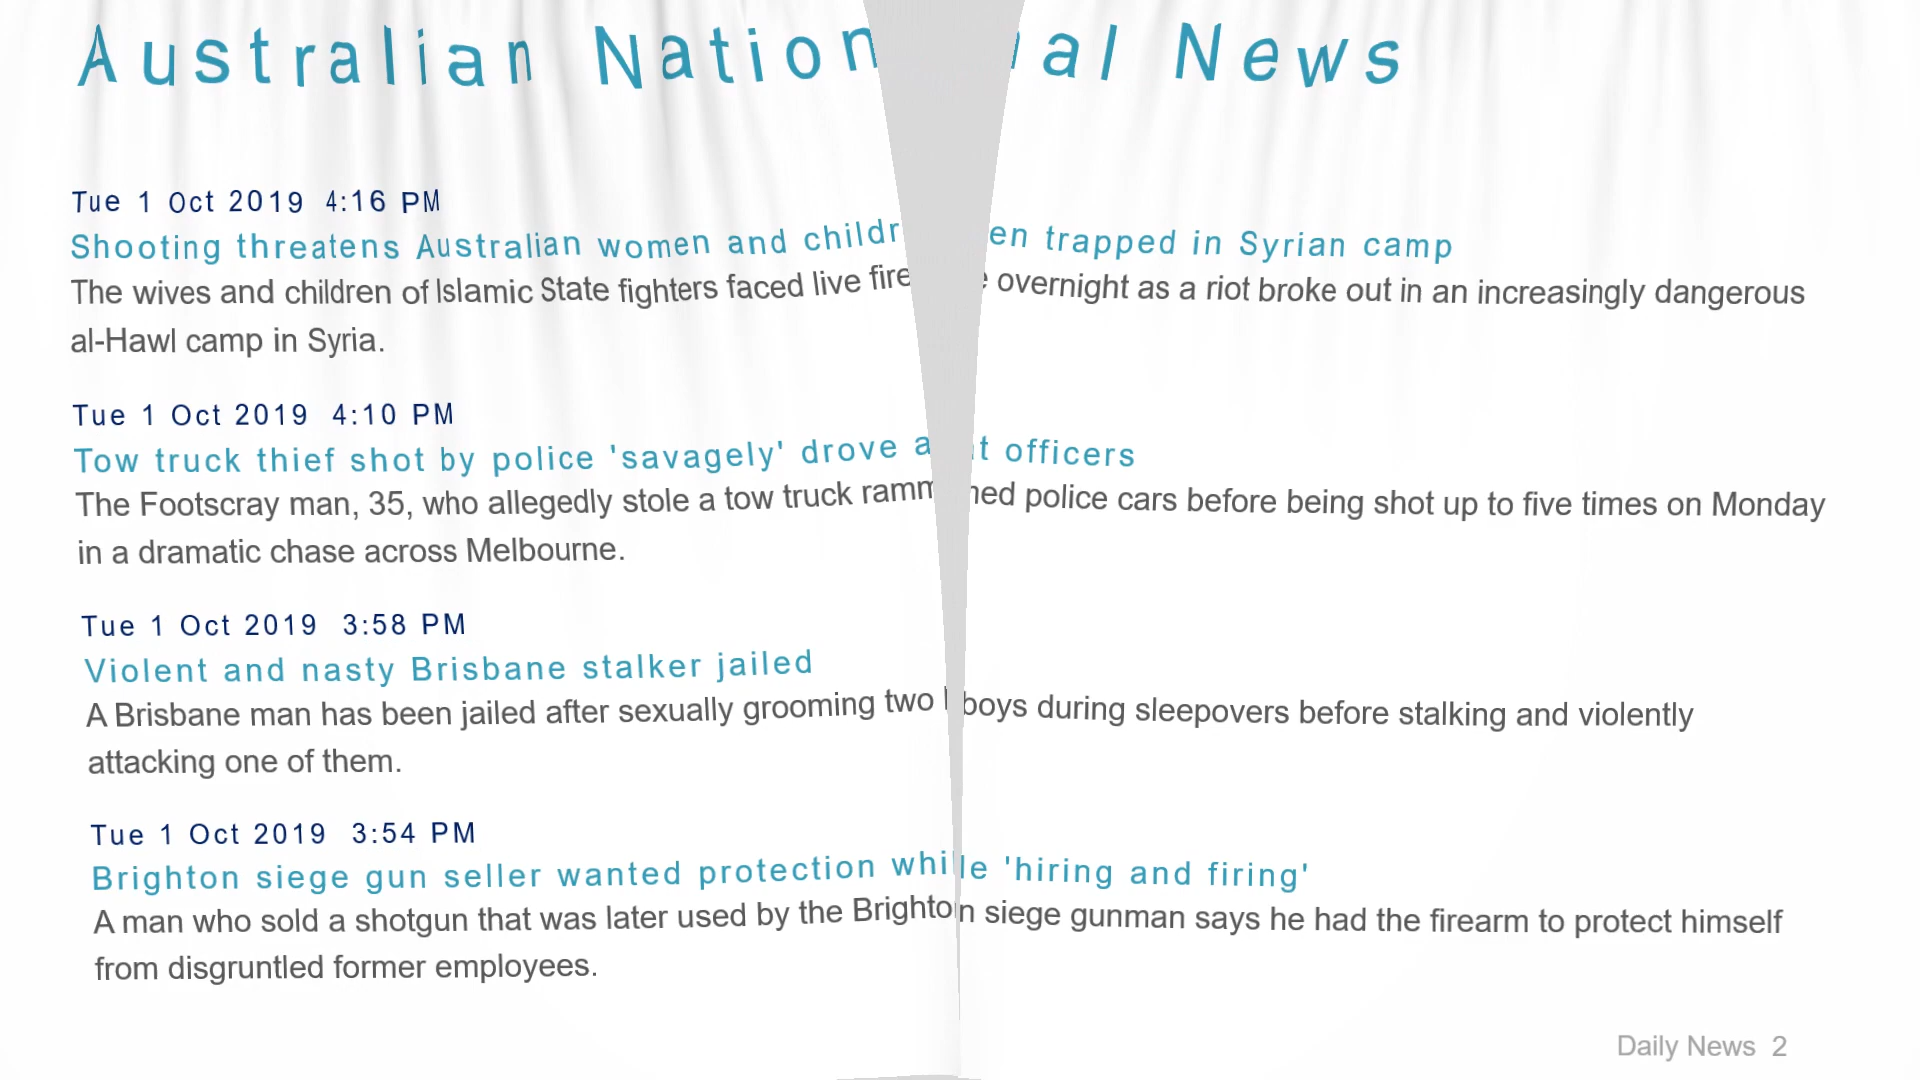 Australian National News
Tue 1 Oct 2019 4:16 PM
Shooting threatens Australian women and children trapped in Syrian camp
The wives and children of Islamic State fighters faced live fire overnight as a riot broke out in an increasingly dangerous
al-Hawl camp in Syria.
Tue 1 Oct 2019 4:10 PM
Tow truck thief shot by police 'savagely' drove at officers
The Footscray man, 35, who allegedly stole a tow truck rammed police cars before being shot up to five times on Monday
in a dramatic chase across Melbourne.
Tue 1 Oct 2019 3:58 PM
Violent and nasty Brisbane stalker jailed
A Brisbane man has been jailed after sexually grooming two boys during sleepovers before stalking and violently
attacking one of them.
Tue 1 Oct 2019 3:54 PM
Brighton siege gun seller wanted protection while 'hiring and firing'
A man who sold a shotgun that was later used by the Brighton siege gunman says he had the firearm to protect himself
from disgruntled former employees.
Daily News 2